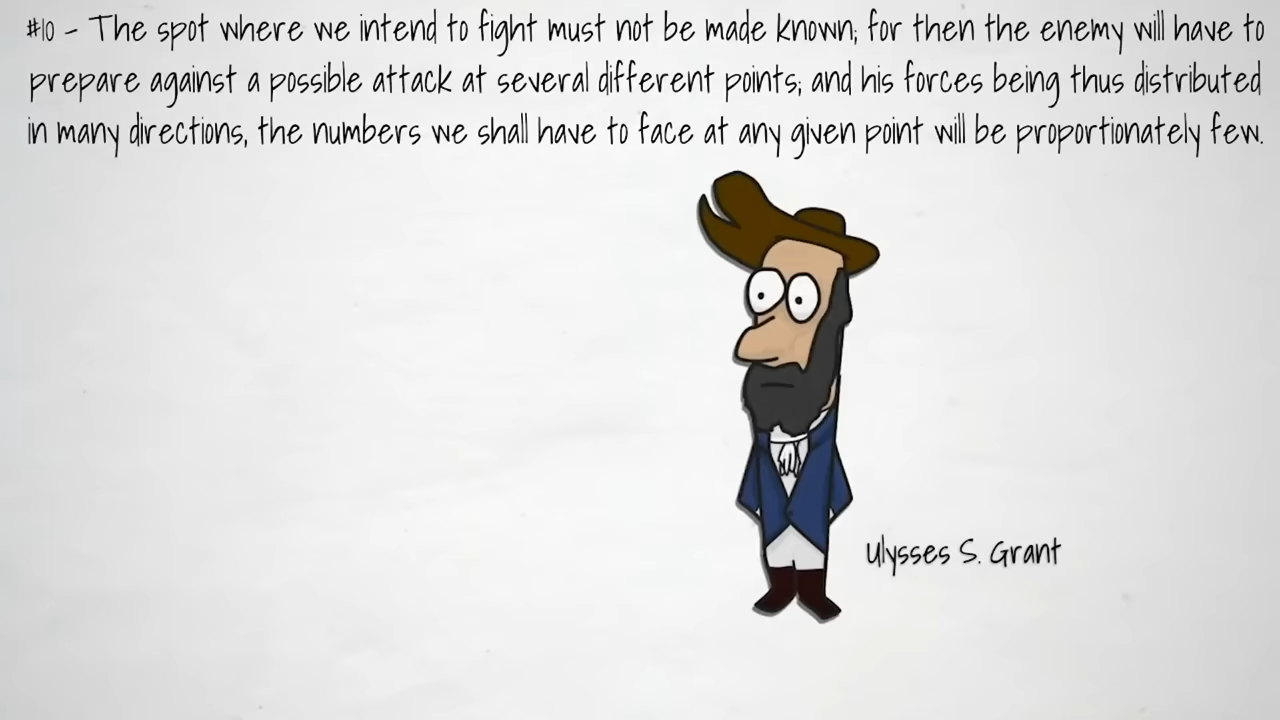 #10 - The spot where we intend to fight must not be made known; for then the enemy will have to
prepare against a possible attack at several different points; and his forces being thus distributed
in many directions, the numbers we shall have to face at any given point will be proportionately few.
Ulysses S. Grant